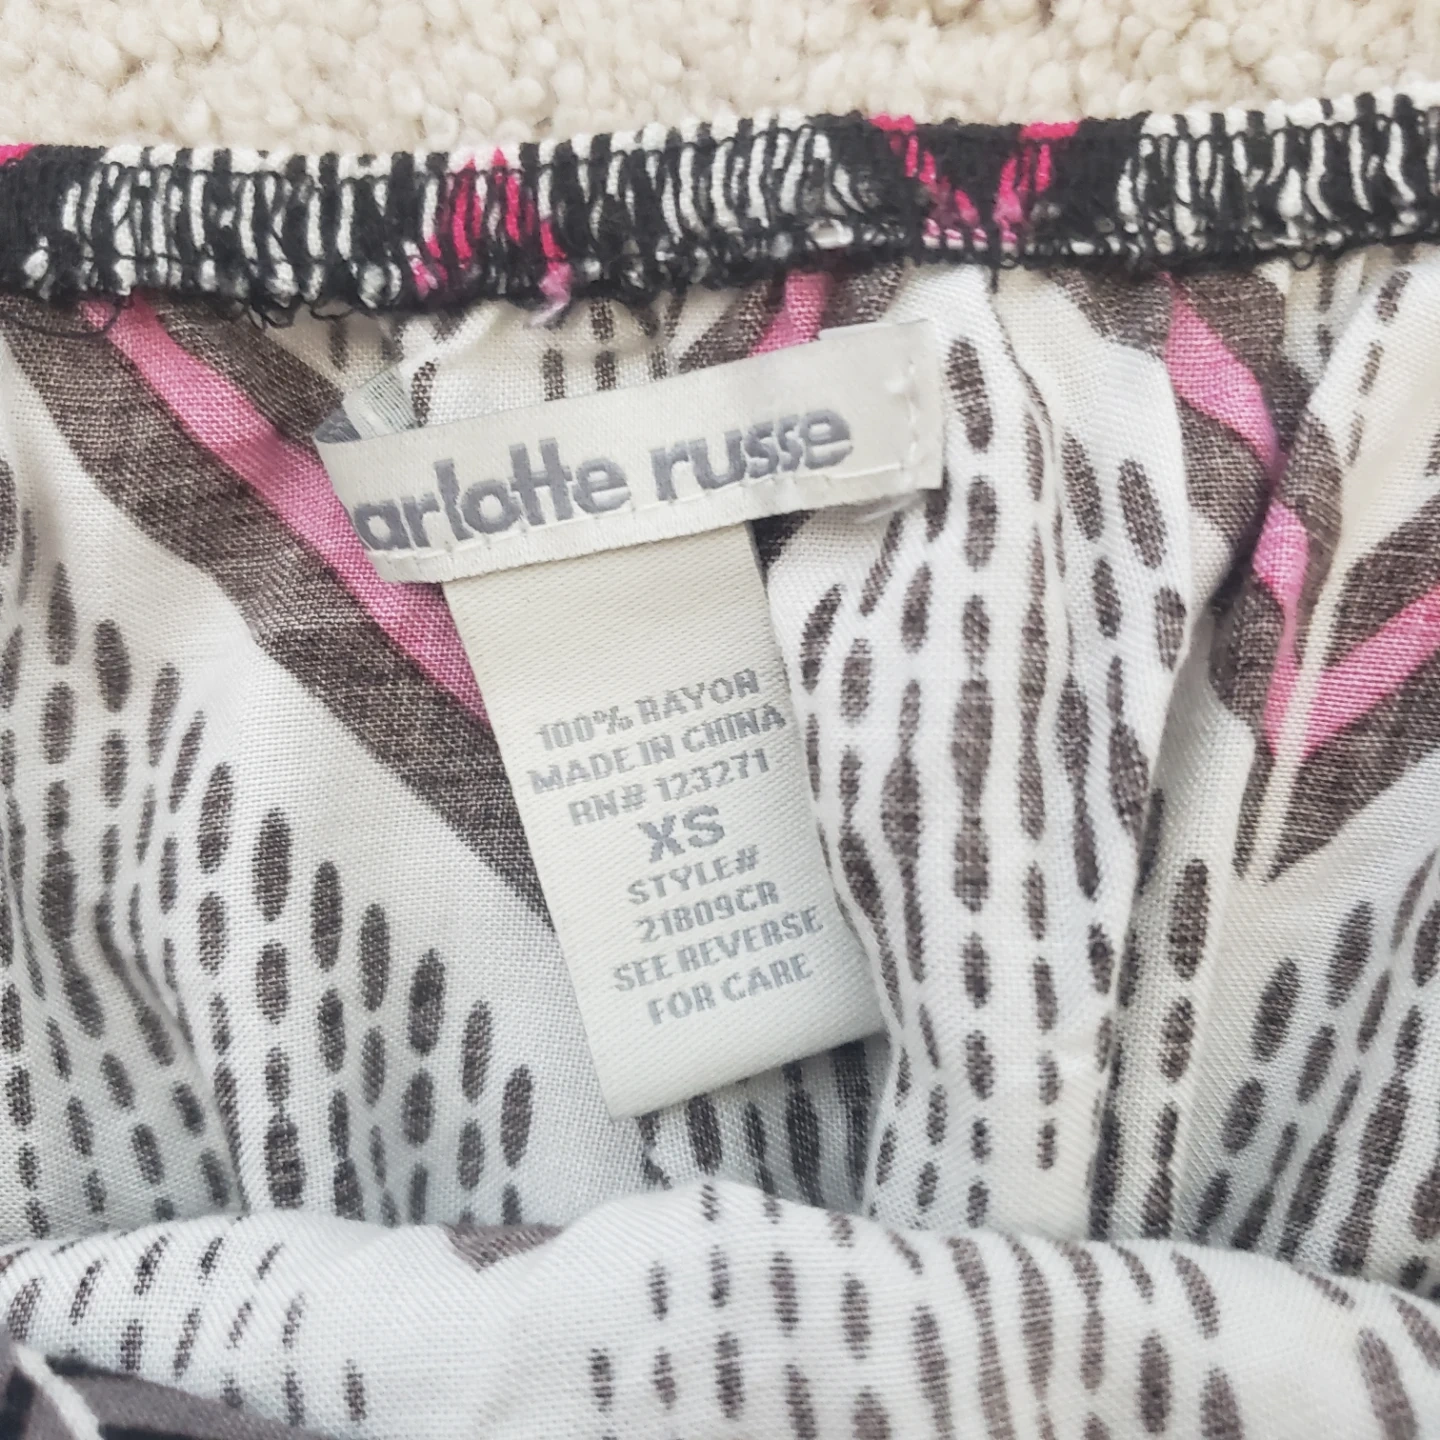 arlotte russe
100% RAYON
MADE IN CHINA
RN# 123271
XS
STYLE#
21809CR
SEE REVERSE
FOR CARE